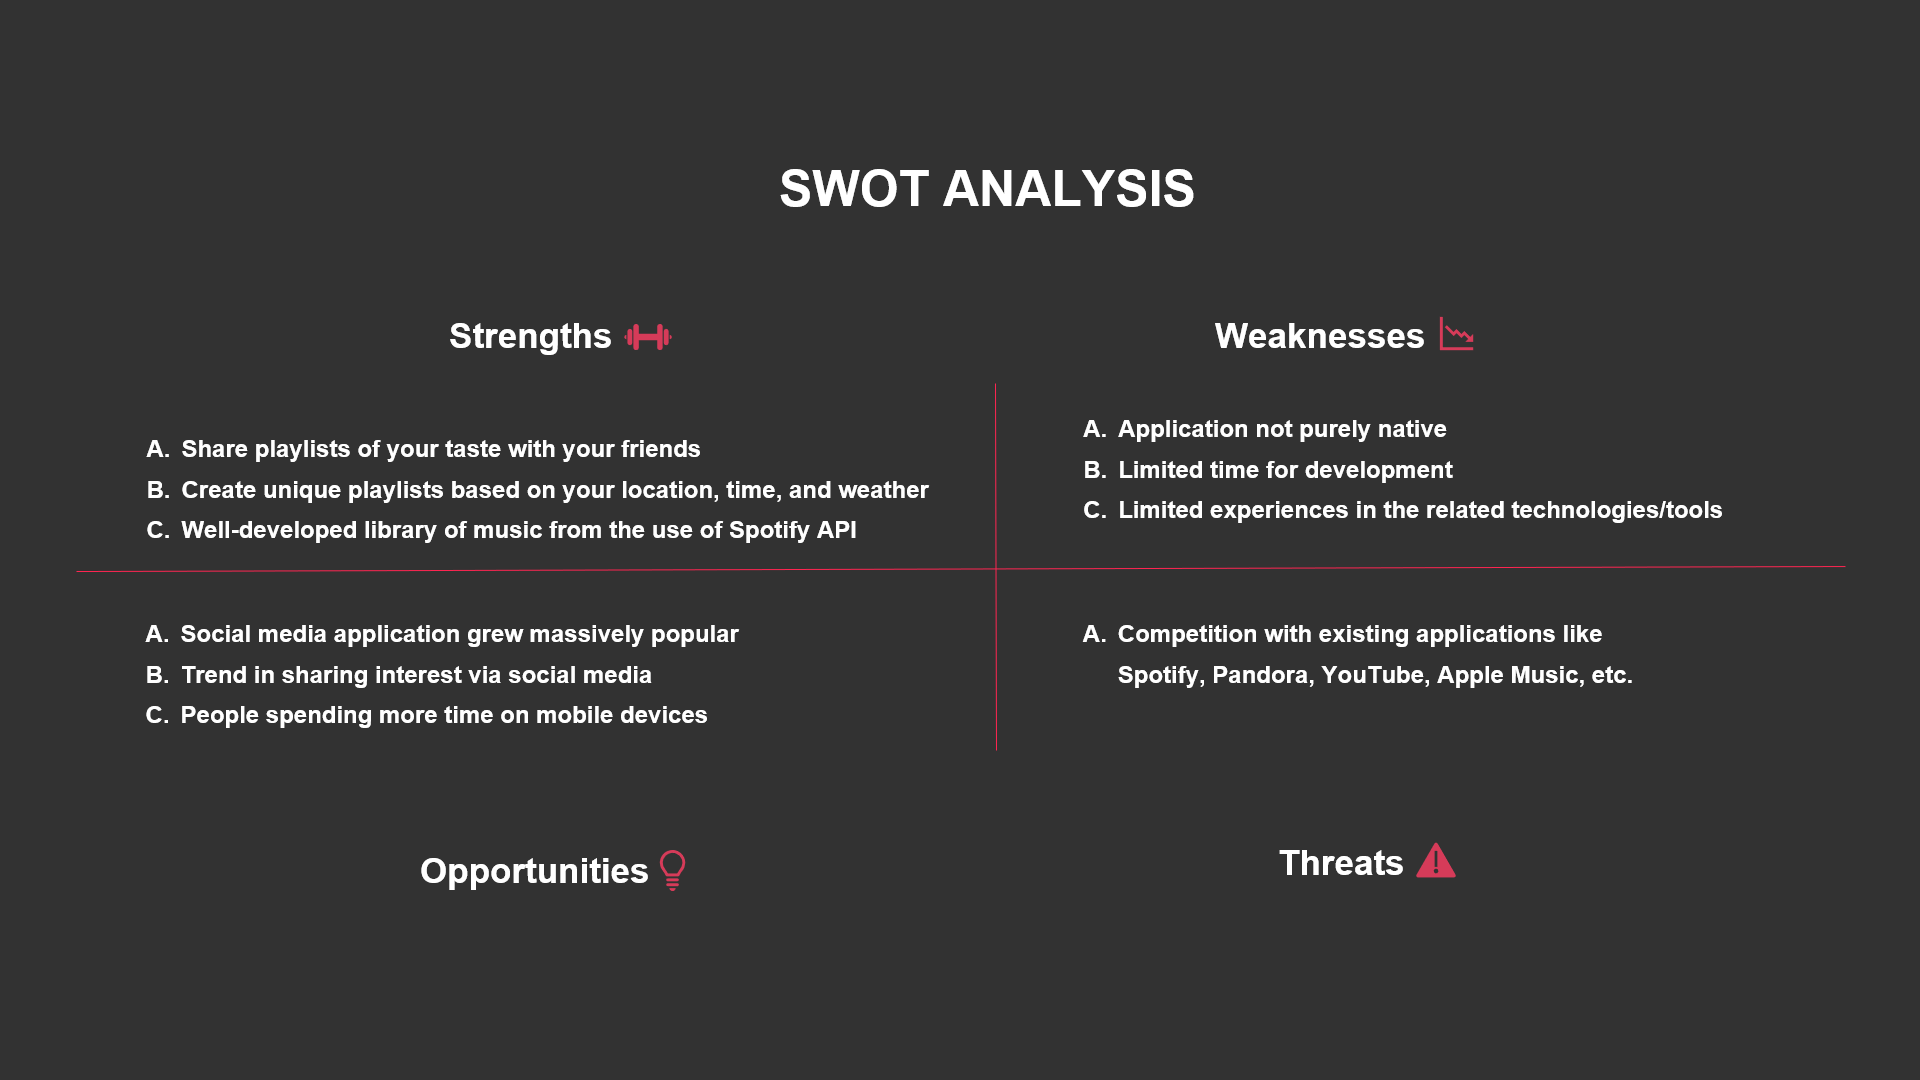 SWOT ANALYSIS
Strengths
Weaknesses
A. Share playlists of your taste with your friends
B. Create unique playlists based on your location, time, and weather
C. Well-developed library of music from the use of Spotify API
A. Application not purely native
B. Limited time for development
C. Limited experiences in the related technologies/tools
A. Social media application grew massively popular
B. Trend in sharing interest via social media
C. People spending more time on mobile devices
A. Competition with existing applications like
Spotify, Pandora, YouTube, Apple Music, etc.
Opportunities
Threats